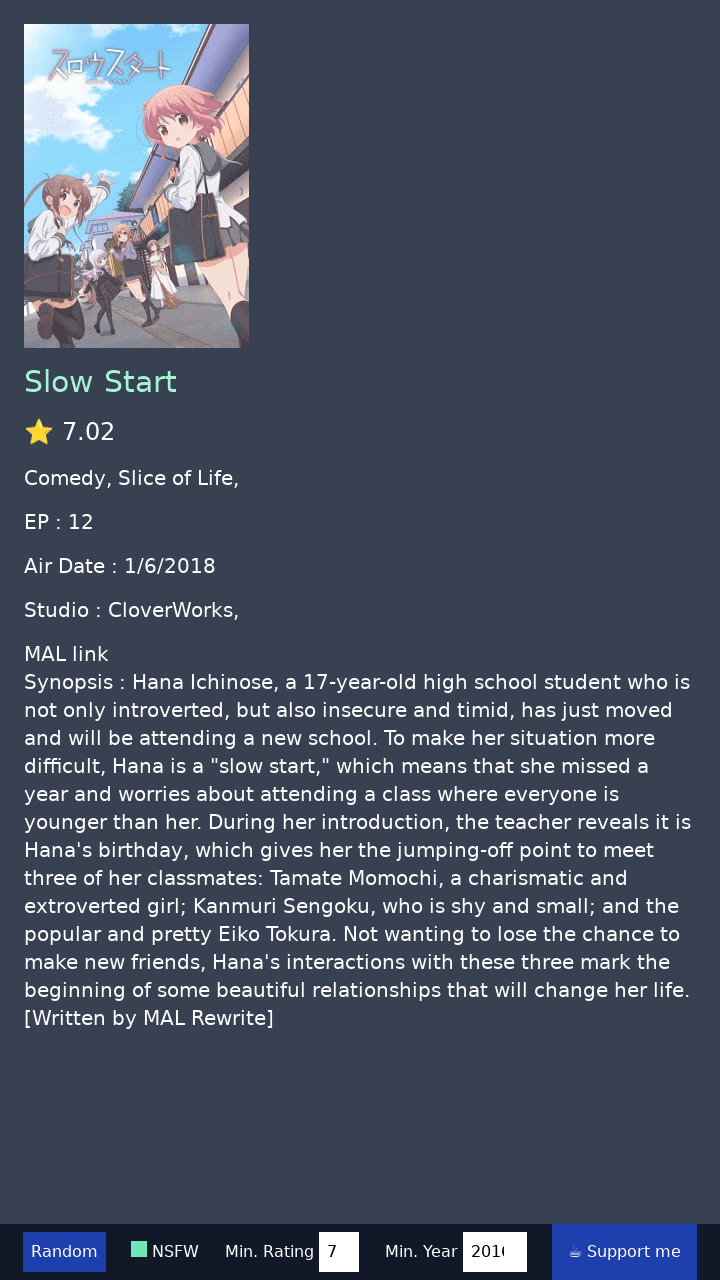 スロウスタート
Slow Start
7.02
Comedy, Slice of Life,
EP : 12
Air Date : 1/6/2018
Studio : CloverWorks,
MAL link
Synopsis : Hana Ichinose, a 17-year-old high school student who is
not only introverted, but also insecure and timid, has just moved
and will be attending a new school. To make her situation more
difficult, Hana is a "slow start," which means that she missed a
year and worries about attending a class where everyone is
younger than her. During her introduction, the teacher reveals it is
Hana's birthday, which gives her the jumping-off point to meet
three of her classmates: Tamate Momochi, a charismatic and
extroverted girl; Kanmuri Sengoku, who is shy and small; and the
popular and pretty Eiko Tokura. Not wanting to lose the chance to
make new friends, Hana's interactions with these three mark the
beginning of some beautiful relationships that will change her life.
[Written by MAL Rewrite]
Random NSFW Min. Rating 7 Min. Year Support me